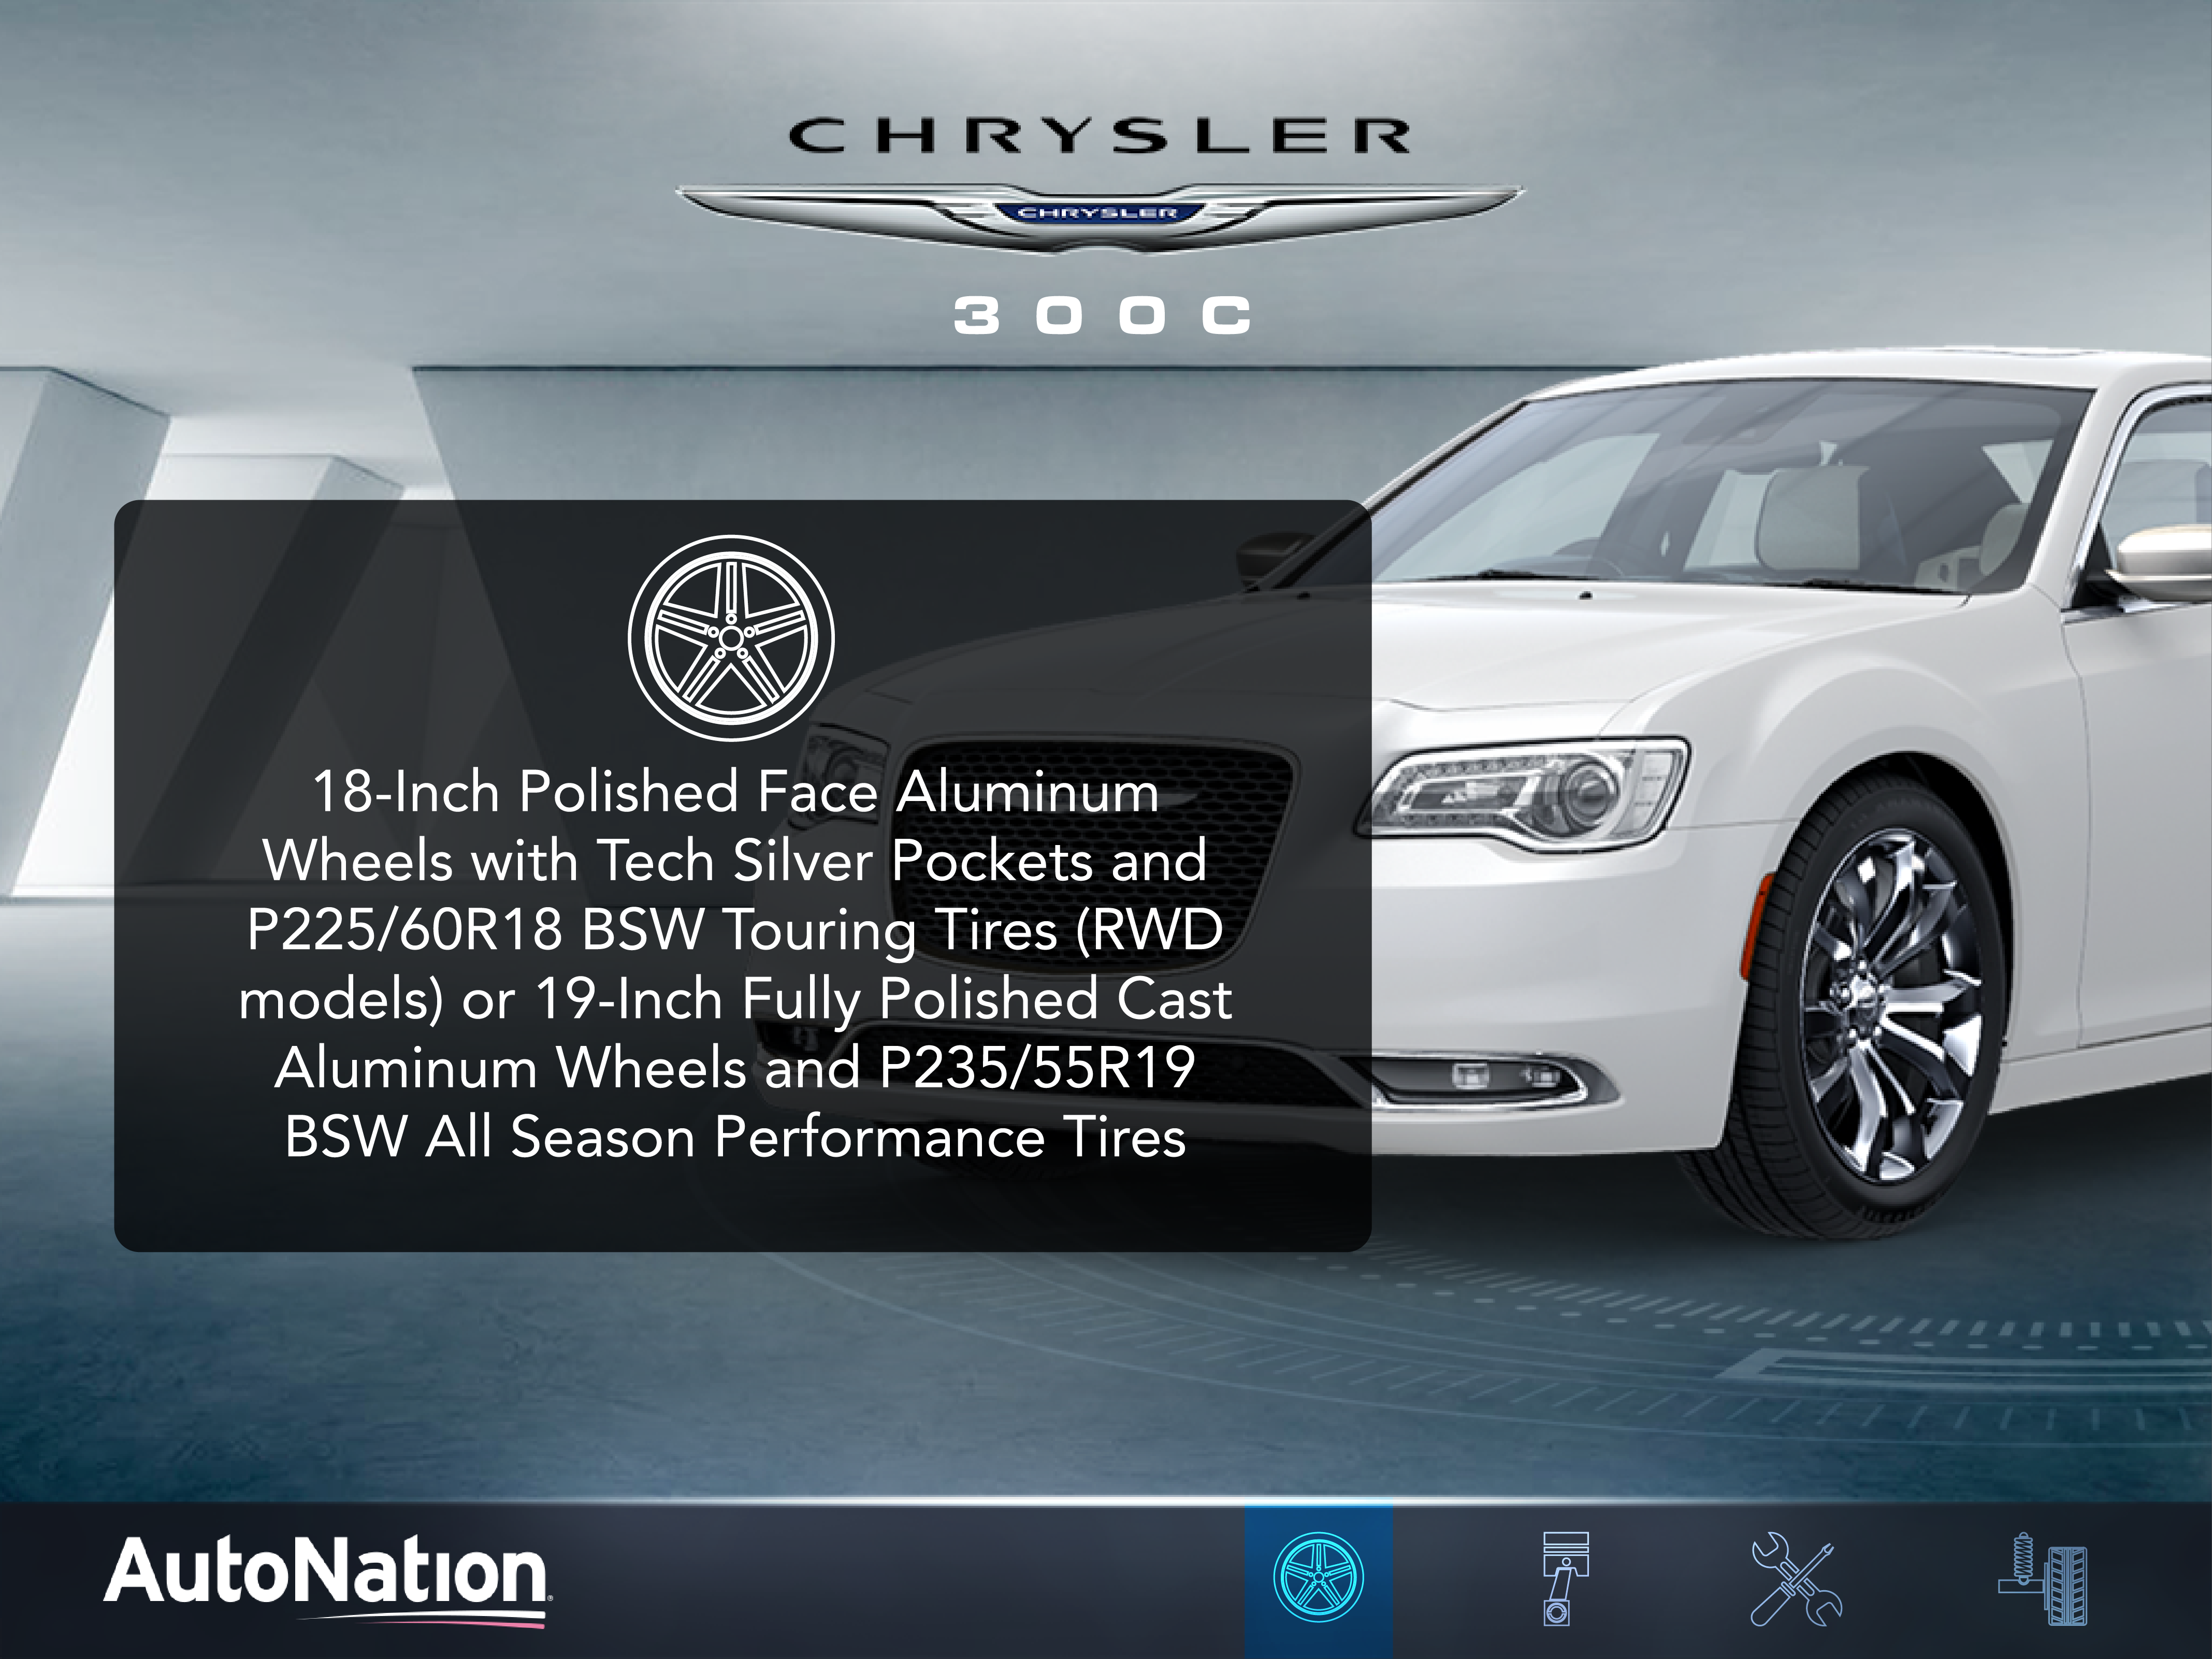 CHRYSLER
CHRYSLER
300C
18-Inch Polished Face Aluminum
Wheels with Tech Silver Pockets and
P225/60R18 BSW Touring Tires (RWD
models) or 19-Inch Fully Polished Cast
Aluminum Wheels and P235/55R19
BSW All Season Performance Tires
AutoNation